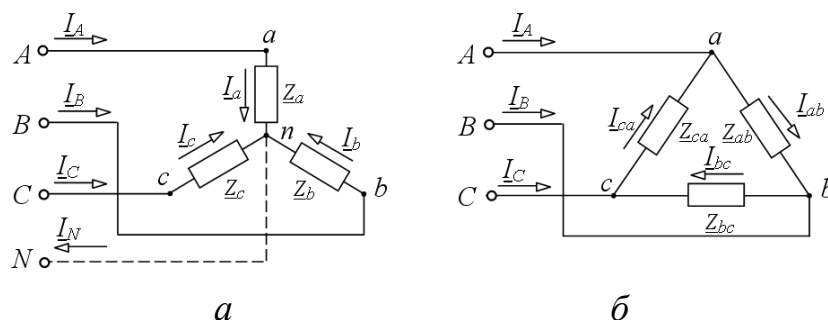 I_A
a
A
I_a
Z_a
I_B
B
I_c
n
I_b
I_C
c
C
Z_c
Z_b
b
I_N
N
а
I_A
a
A
I_B
I_ca
I_ab
B
Z_ca
Z_ab
I_C
I_bc
c
C
b
Z_bc
б